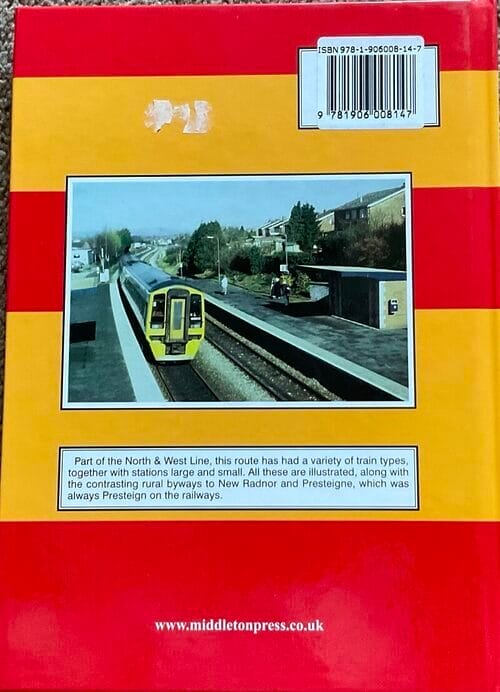 ISBN 978-1-906008-14-7
9 781906 008147
Part of the North & West Line, this route has had a variety of train types,
together with stations large and small. All these are illustrated, along with
the contrasting rural byways to New Radnor and Presteigne, which was
always Presteign on the railways.
www.middletonpress.co.uk